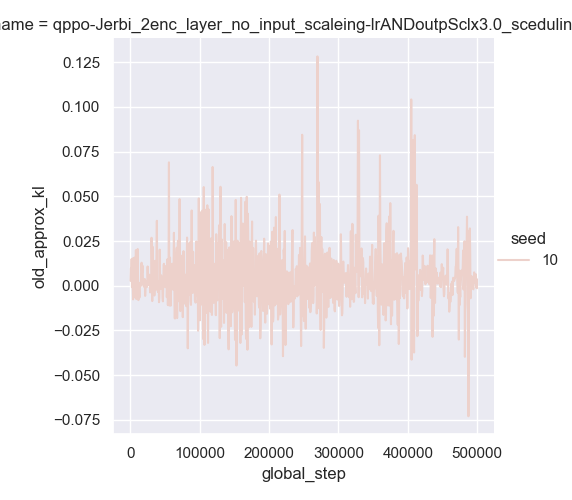 name = qppo-Jerbi_2enc_layer_no_input_scaleing-lrANDoutpSclx3.0_scedulin
0.125
0.100
0.075
0.050
0.025
0.000
−0.025
−0.050
−0.075
old_approx_kl
0 100000 200000 300000 400000 500000
global_step
seed
10